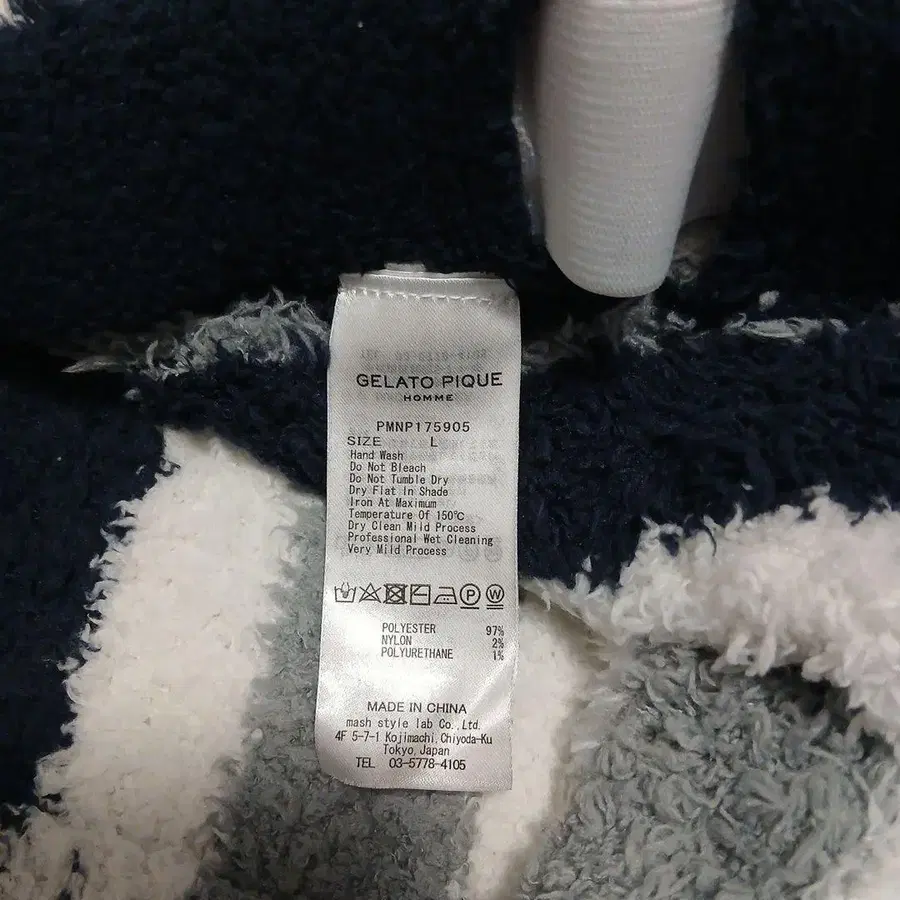 GELATO PIQUE
HOMME
PMNP175905
SIZE L
Hand Wash
Do Not Bleach
Do Not Tumble Dry
Dry Flat In Shade
Iron At Maximum
Temperature Of 150℃
Dry Clean Mild Process
Professional Wet Cleaning
Very Mild Process
POLYESTER 97%
NYLON 2%
POLYURETHANE 1%
MADE IN CHINA
mash style lab Co., Ltd.
4F 5-7-1 Kojimachi, Chiyoda-Ku
Tokyo, Japan
TEL 03-5778-4105